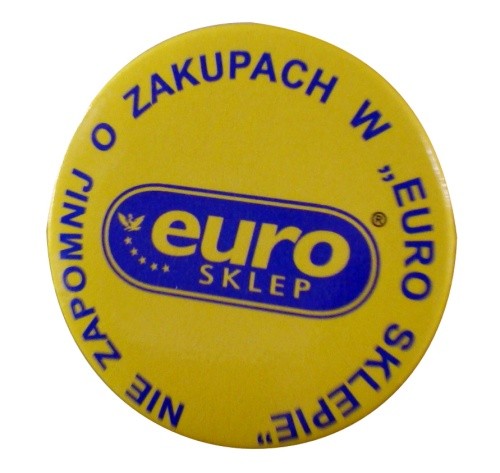 NIE ZAPOMNIJ O ZAKUPACH W „EURO SKLEPIE"
euro ®
SKLEP